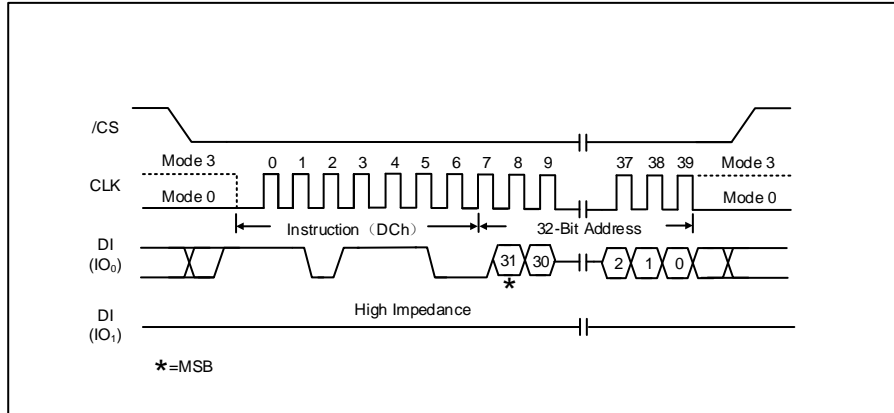 /CS
Mode 3 0 1 2 3 4 5 6 7 8 9 37 38 39 Mode 3
CLK
Mode 0 Mode 0
Instruction（DCh） 32-Bit Address
DI
(IO₀) 31 30 2 1 0
*
High Impedance
DI
(IO₁)
*=MSB